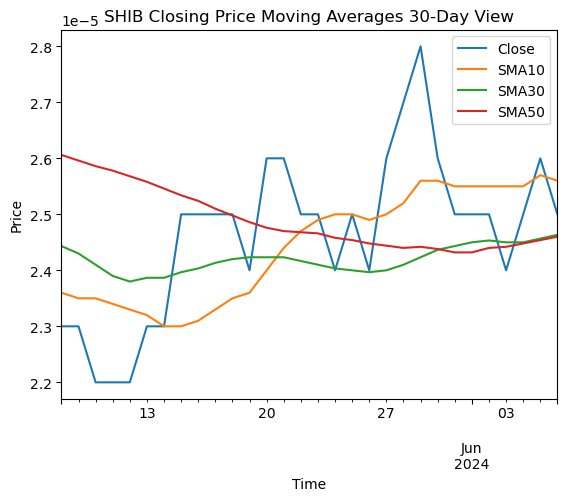 SHIB Closing Price Moving Averages 30-Day View
1e−5
Close
SMA10
SMA30
SMA50
2.8
2.7
2.6
2.5
2.4
2.3
2.2
Price
13
20
27
03
Jun
2024
Time